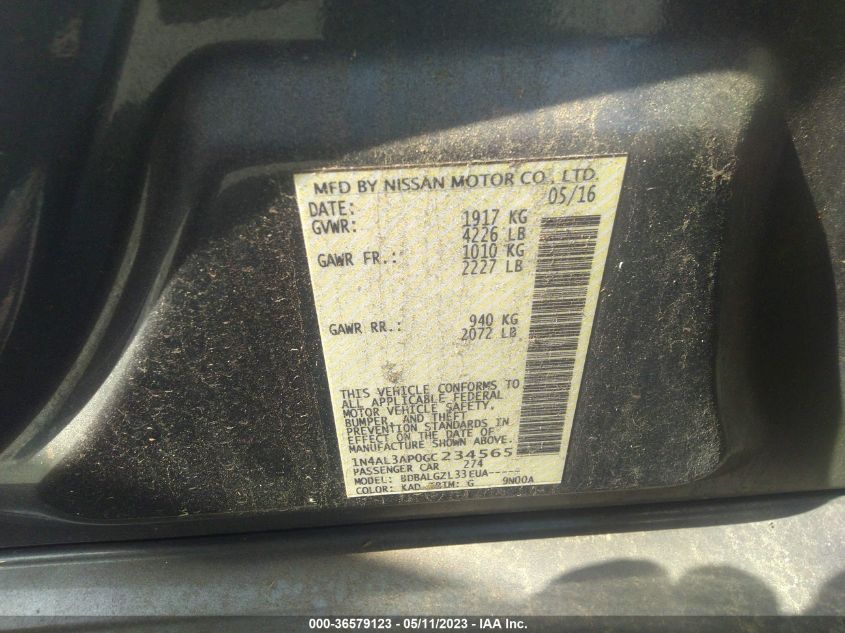 MFD BY NISSAN MOTOR CO., LTD.
DATE: 05/16
GVWR: 1917 KG
4226 LB
GAWR FR.: 1010 KG
2227 LB
GAWR RR.: 940 KG
2072 LB
THIS VEHICLE CONFORMS TO
ALL APPLICABLE FEDERAL
MOTOR VEHICLE SAFETY,
BUMPER, AND THEFT
PREVENTION STANDARDS IN
EFFECT ON THE DATE OF
MANUFACTURE SHOWN ABOVE.
1N4AL3AP0GC234565
PASSENGER CAR 274
MODEL: BDBALGZL33EUA-----
COLOR: KAD TRIM: G 9N00A
000-36579123 - 05/11/2023 - IAA Inc.